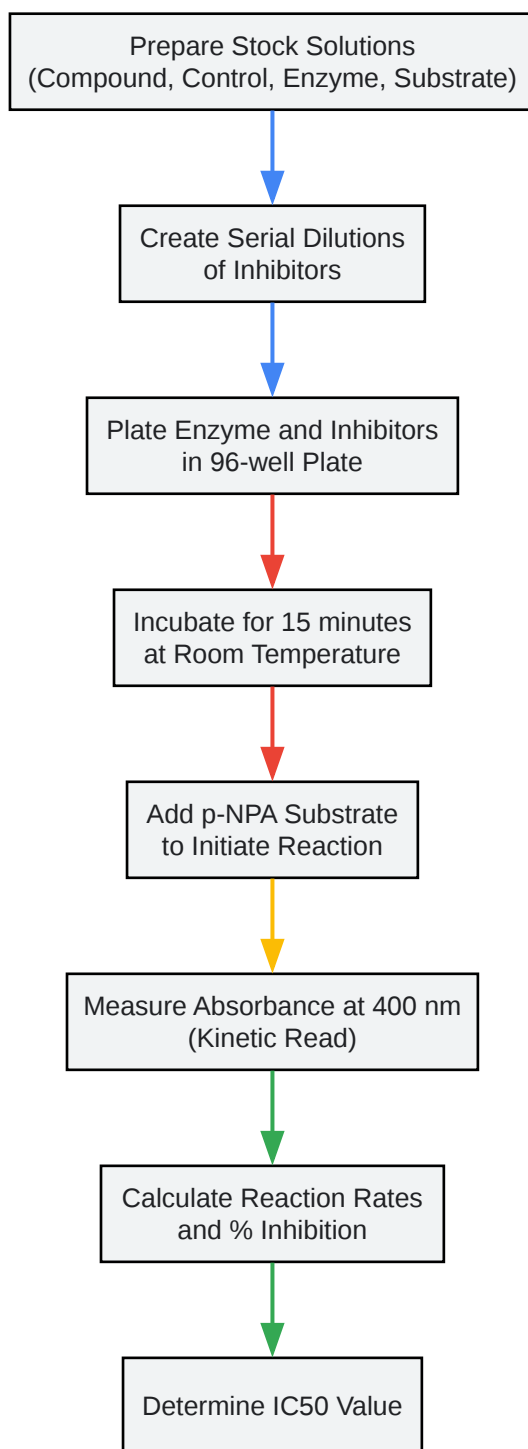 Prepare Stock Solutions
(Compound, Control, Enzyme, Substrate)
Create Serial Dilutions
of Inhibitors
Plate Enzyme and Inhibitors
in 96-well Plate
Incubate for 15 minutes
at Room Temperature
Add p-NPA Substrate
to Initiate Reaction
Measure Absorbance at 400 nm
(Kinetic Read)
Calculate Reaction Rates
and % Inhibition
Determine IC50 Value